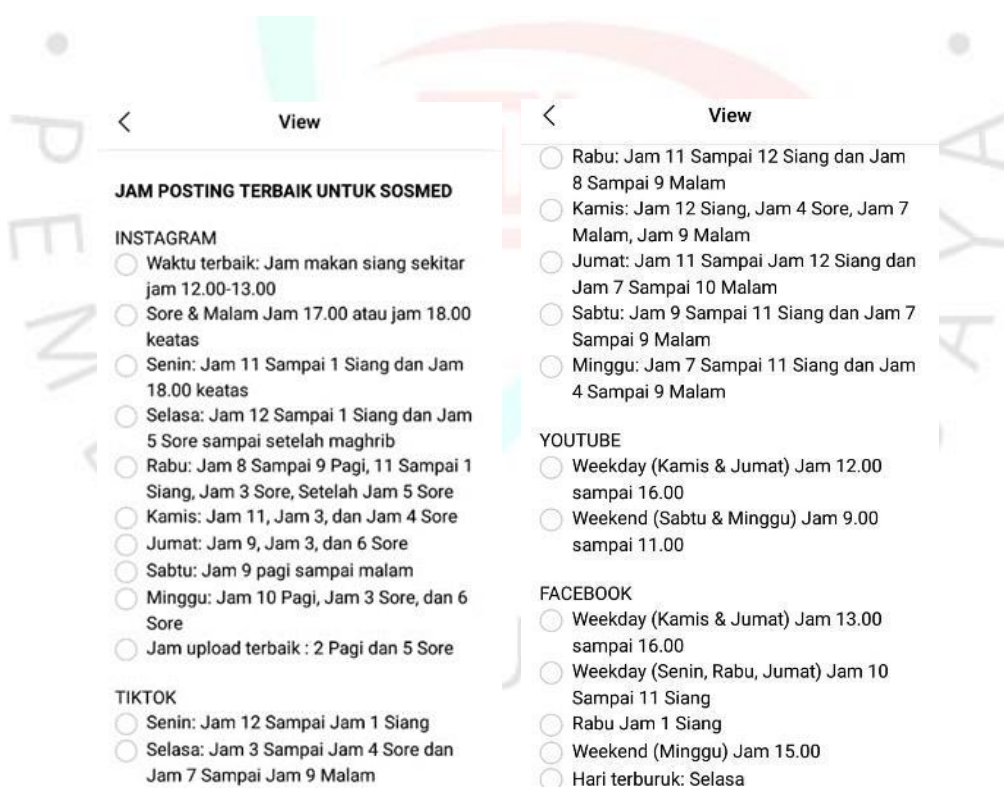 View
JAM POSTING TERBAIK UNTUK SOSMED
INSTAGRAM
Waktu terbaik: Jam makan siang sekitar
jam 12.00-13.00
Sore & Malam Jam 17.00 atau jam 18.00
keatas
Senin: Jam 11 Sampai 1 Siang dan Jam
18.00 keatas
Selasa: Jam 12 Sampai 1 Siang dan Jam
5 Sore sampai setelah maghrib
Rabu: Jam 8 Sampai 9 Pagi, 11 Sampai 1
Siang, Jam 3 Sore, Setelah Jam 5 Sore
Kamis: Jam 11, Jam 3, dan Jam 4 Sore
Jumat: Jam 9, Jam 3, dan 6 Sore
Sabtu: Jam 9 pagi sampai malam
Minggu: Jam 10 Pagi, Jam 3 Sore, dan 6
Sore
Jam upload terbaik : 2 Pagi dan 5 Sore
TIKTOK
Senin: Jam 12 Sampai Jam 1 Siang
Selasa: Jam 3 Sampai Jam 4 Sore dan
Jam 7 Sampai Jam 9 Malam
View
Rabu: Jam 11 Sampai 12 Siang dan Jam
8 Sampai 9 Malam
Kamis: Jam 12 Siang, Jam 4 Sore, Jam 7
Malam, Jam 9 Malam
Jumat: Jam 11 Sampai Jam 12 Siang dan
Jam 7 Sampai 10 Malam
Sabtu: Jam 9 Sampai 11 Siang dan Jam 7
Sampai 9 Malam
Minggu: Jam 7 Sampai 11 Siang dan Jam
4 Sampai 9 Malam
YOUTUBE
Weekday (Kamis & Jumat) Jam 12.00
sampai 16.00
Weekend (Sabtu & Minggu) Jam 9.00
sampai 11.00
FACEBOOK
Weekday (Kamis & Jumat) Jam 13.00
sampai 16.00
Weekday (Senin, Rabu, Jumat) Jam 10
Sampai 11 Siang
Rabu Jam 1 Siang
Weekend (Minggu) Jam 15.00
Hari terburuk: Selasa